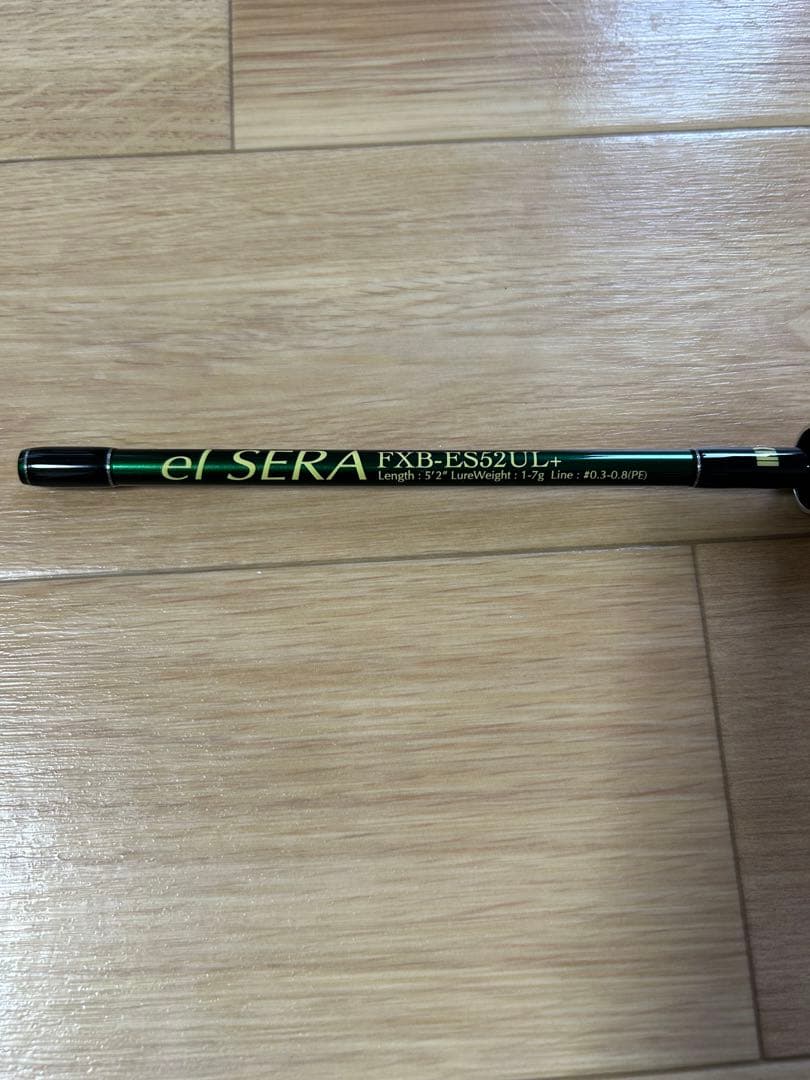 el SERA FXB-ES52UL+
Length : 5'2" LureWeight : 1-7g Line : #0.3-0.8(PE)